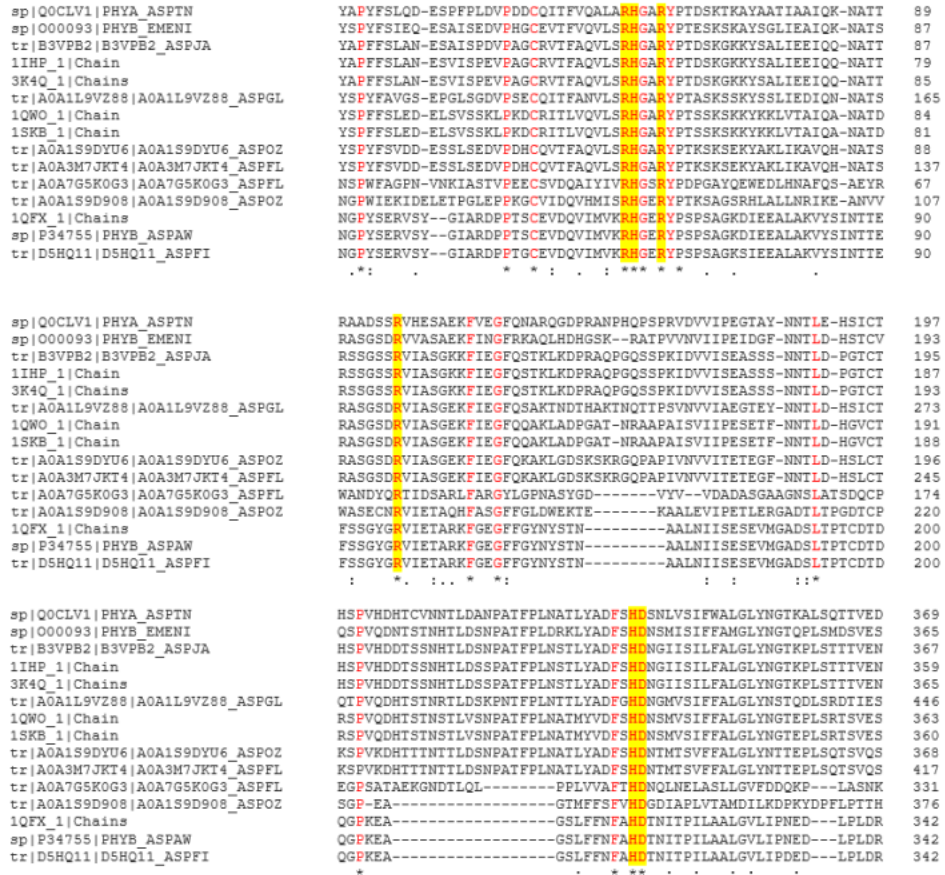 sp|Q0CLV1|PHYA_ASPTN YAPYFSLQD-ESPFPLDVPDDCQITFVQALARHGARYPTDSKTKAYAATIAAIQK-NATT 89
sp|O00093|PHYB_EMENI YSPYFSIEQ-ESAISEDVPHGCEVTFVQVLSRHGARYPTESKSKAYSGLIEAIQK-NATS 87
tr|B3VPB2|B3VPB2_ASPJA YAPFFSLAN-ESAISPDVPAGCRVTFAQVLSRHGARYPTDSKGKKYSALIEEIQQ-NATT 87
1IHP_1|Chain YAPFFSLAN-ESVISPEVPAGCRVTFAQVLSRHGARYPTDSKGKKYSALIEEIQQ-NATT 79
3K4Q_1|Chains YAPFFSLAN-ESVISPEVPAGCRVTFAQVLSRHGARYPTDSKGKKYSALIEEIQQ-NATT 85
tr|A0A1L9VZ88|A0A1L9VZ88_ASPGL YSPYFAVGS-EPGLSGDVPSECQITFANVLSRHGARYPTASKSSKYSSLIEDIQN-NATS 165
1QWO_1|Chain YSPFFSLED-ELSVSSKLPKDCRITLVQVLSRHGARYPTSSKSKKYKKLVTAIQA-NATD 84
1SKB_1|Chain YSPFFSLED-ELSVSSKLPKDCRITLVQVLSRHGARYPTSSKSKKYKKLVTAIQA-NATD 81
tr|A0A1S9DYU6|A0A1S9DYU6_ASPOZ YSPYFSVDD-ESSLSEDVPDHCQVTFAQVLSRHGARYPTKSKSEKYAKLIKAVQH-NATS 88
tr|A0A3M7JKT4|A0A3M7JKT4_ASPFL YSPYFSVDD-ESSLSEDVPDHCQVTFAQVLSRHGARYPTKSKSEKYAKLIKAVQH-NATS 137
tr|A0A7G5K0G3|A0A7G5K0G3_ASPFL NSPWFAGPN-VNKIASTVPEECSVDQAIYIVRHGSRYPDPGAYQEWEDLHNAFQS-AEYR 67
tr|A0A1S9D908|A0A1S9D908_ASPOZ NGPWIEKIDELETPGLEPPKGCVIDQVHMISRHGERYPTKSAGSRHLALLNRIKE-ANVV 107
1QFX_1|Chains NGPYSERVSY--GIARDPPTSCEVDQVIMVKRHGERYPSPSAGKDIEEALAKVYSINTTE 90
sp|P34755|PHYB_ASPAW NGPYSERVSY--GIARDPPTSCEVDQVIMVKRHGERYPSPSAGKDIEEALAKVYSINTTE 90
tr|D5HQ11|D5HQ11_ASPFI NGPYSERVSY--GIARDPPTSCEVDQVIMVKRHGERYPSPSAGKSIEEALAKVYSINTTE 90
.*: * * . : *** ** . . .
sp|Q0CLV1|PHYA_ASPTN RAADSSRVHESAEKFVEGFQNARQGDPRANPHQPSPRVDVVIPEGTAY-NNTLE-HSICT 197
sp|O00093|PHYB_EMENI RASGSDRVVASAEKFINGFRKAQLHDHGSK--RATPVVNVIIPEIDGF-NNTLD-HSTCV 193
tr|B3VPB2|B3VPB2_ASPJA RSSGSSRVIASGEKFIEGFQSTKLKDPRAQPGQSSPKIDVVISEASSS-NNTLD-PGTCT 195
1IHP_1|Chain RSSGSSRVIASGKKFIEGFQSTKLKDPRAQPGQSSPKIDVVISEASSS-NNTLD-PGTCT 187
3K4Q_1|Chains RSSGSSRVIASGKKFIEGFQSTKLKDPRAQPGQSSPKIDVVISEASSS-NNTLD-PGTCT 193
tr|A0A1L9VZ88|A0A1L9VZ88_ASPGL RASGSDRVIASGEKFIEGFQSAKTNDTHAKTNQTTPSVNVVIAEGTEY-NNTLD-HSICT 273
1QWO_1|Chain RASGSDRVIASGEKFIEGFQQAKLADPGAT-NRAAPAISVIIPESETF-NNTLD-HGVCT 191
1SKB_1|Chain RASGSDRVIASGEKFIEGFQQAKLADPGAT-NRAAPAISVIIPESETF-NNTLD-HGVCT 188
tr|A0A1S9DYU6|A0A1S9DYU6_ASPOZ RASGSDRVIASGEKFIEGFQKAKLGDSKSKRGQPAPIVNVVITETEGF-NNTLD-HSLCT 196
tr|A0A3M7JKT4|A0A3M7JKT4_ASPFL RASGSDRVIASGEKFIEGFQKAKLGDSKSKRGQPAPIVNVVITETEGF-NNTLD-HSLCT 245
tr|A0A7G5K0G3|A0A7G5K0G3_ASPFL WANDYQRTIDSARLFARGYLGPNASYGD-------VYV--VDADASGAAGNSLATSDQCP 174
tr|A0A1S9D908|A0A1S9D908_ASPOZ WASECNRVIETAQHFASGFFGLDWEKTE-------KAALEVIPETLERGADTLTPGDTCP 220
1QFX_1|Chains FSSGYGRVIETARKFGEGFFGYNYSTN--------AALNIISESEVMGADSLTPTCDTD 200
sp|P34755|PHYB_ASPAW FSSGYGRVIETARKFGEGFFGYNYSTN--------AALNIISESEVMGADSLTPTCDTD 200
tr|D5HQ11|D5HQ11_ASPFI FSSGYGRVIETARKFGEGFFGYNYSTN--------AALNIISESEVMGADSLTPTCDTD 200
: *. :.. * *: : : ::*
sp|Q0CLV1|PHYA_ASPTN HSPVHDHTCVNNTLDANPATFPLNATLYADFSHDSNLVSIFWALGLYNGTKALSQTTVED 369
sp|O00093|PHYB_EMENI QSPVQDNTSTNHTLDSNPATFPLDRKLYADFSHDNSMISIFFAMGLYNGTQPLSMDSVES 365
tr|B3VPB2|B3VPB2_ASPJA HSPVHDDTSSNHTLDSNPATFPLNSTLYADFSHDNGIISILFALGLYNGTKPLSTTTVEN 367
1IHP_1|Chain HSPVHDDTSSNHTLDSSPATFPLNSTLYADFSHDNGIISILFALGLYNGTKPLSTTTVEN 359
3K4Q_1|Chains HSPVHDDTSSNHTLDSSPATFPLNSTLYADFSHDNGIISILFALGLYNGTKPLSTTTVEN 365
tr|A0A1L9VZ88|A0A1L9VZ88_ASPGL QTPVQDHTSTNRTLDSKPNTFPLNTTLYADFGHDNGMVSIFFALGLYNSTQDLSRDTIES 446
1QWO_1|Chain RSPVQDHTSTNSTLVSNPATFPLNATMYVDFSHDNSMVSIFFALGLYNGTEPLSRTSVES 363
1SKB_1|Chain RSPVQDHTSTNSTLVSNPATFPLNATMYVDFSHDNSMVSIFFALGLYNGTEPLSRTSVES 360
tr|A0A1S9DYU6|A0A1S9DYU6_ASPOZ KSPVKDHTTTNTTLDSNPATFPLNATLYADFSHDNTMTSVFFALGLYNTTEPLSQTSVQS 368
tr|A0A3M7JKT4|A0A3M7JKT4_ASPFL KSPVKDHTTTNTTLDSNPATFPLNATLYADFSHDNTMTSVFFALGLYNTTEPLSQTSVQS 417
tr|A0A7G5K0G3|A0A7G5K0G3_ASPFL EGPSATAEKGNDTLQL------PPLVVAFTHDNQLNELASLLGVFDDQKP---LASNK 331
tr|A0A1S9D908|A0A1S9D908_ASPOZ SGP-EA----------------GTMFFSFVHDGDIAPVLTAMDILKDPKYDPFLPTTH 376
1QFX_1|Chains QGPKEA----------------GSLFFNFAHDTNITPILAALGVLIPNED---LPLDR 342
sp|P34755|PHYB_ASPAW QGPKEA----------------GSLFFNFAHDTNITPILAALGVLIPNED---LPLDR 342
tr|D5HQ11|D5HQ11_ASPFI QGPKEA----------------GSLFFNFAHDTNITPILAALGVLIPDED---LPLDR 342
* . * ** . . .